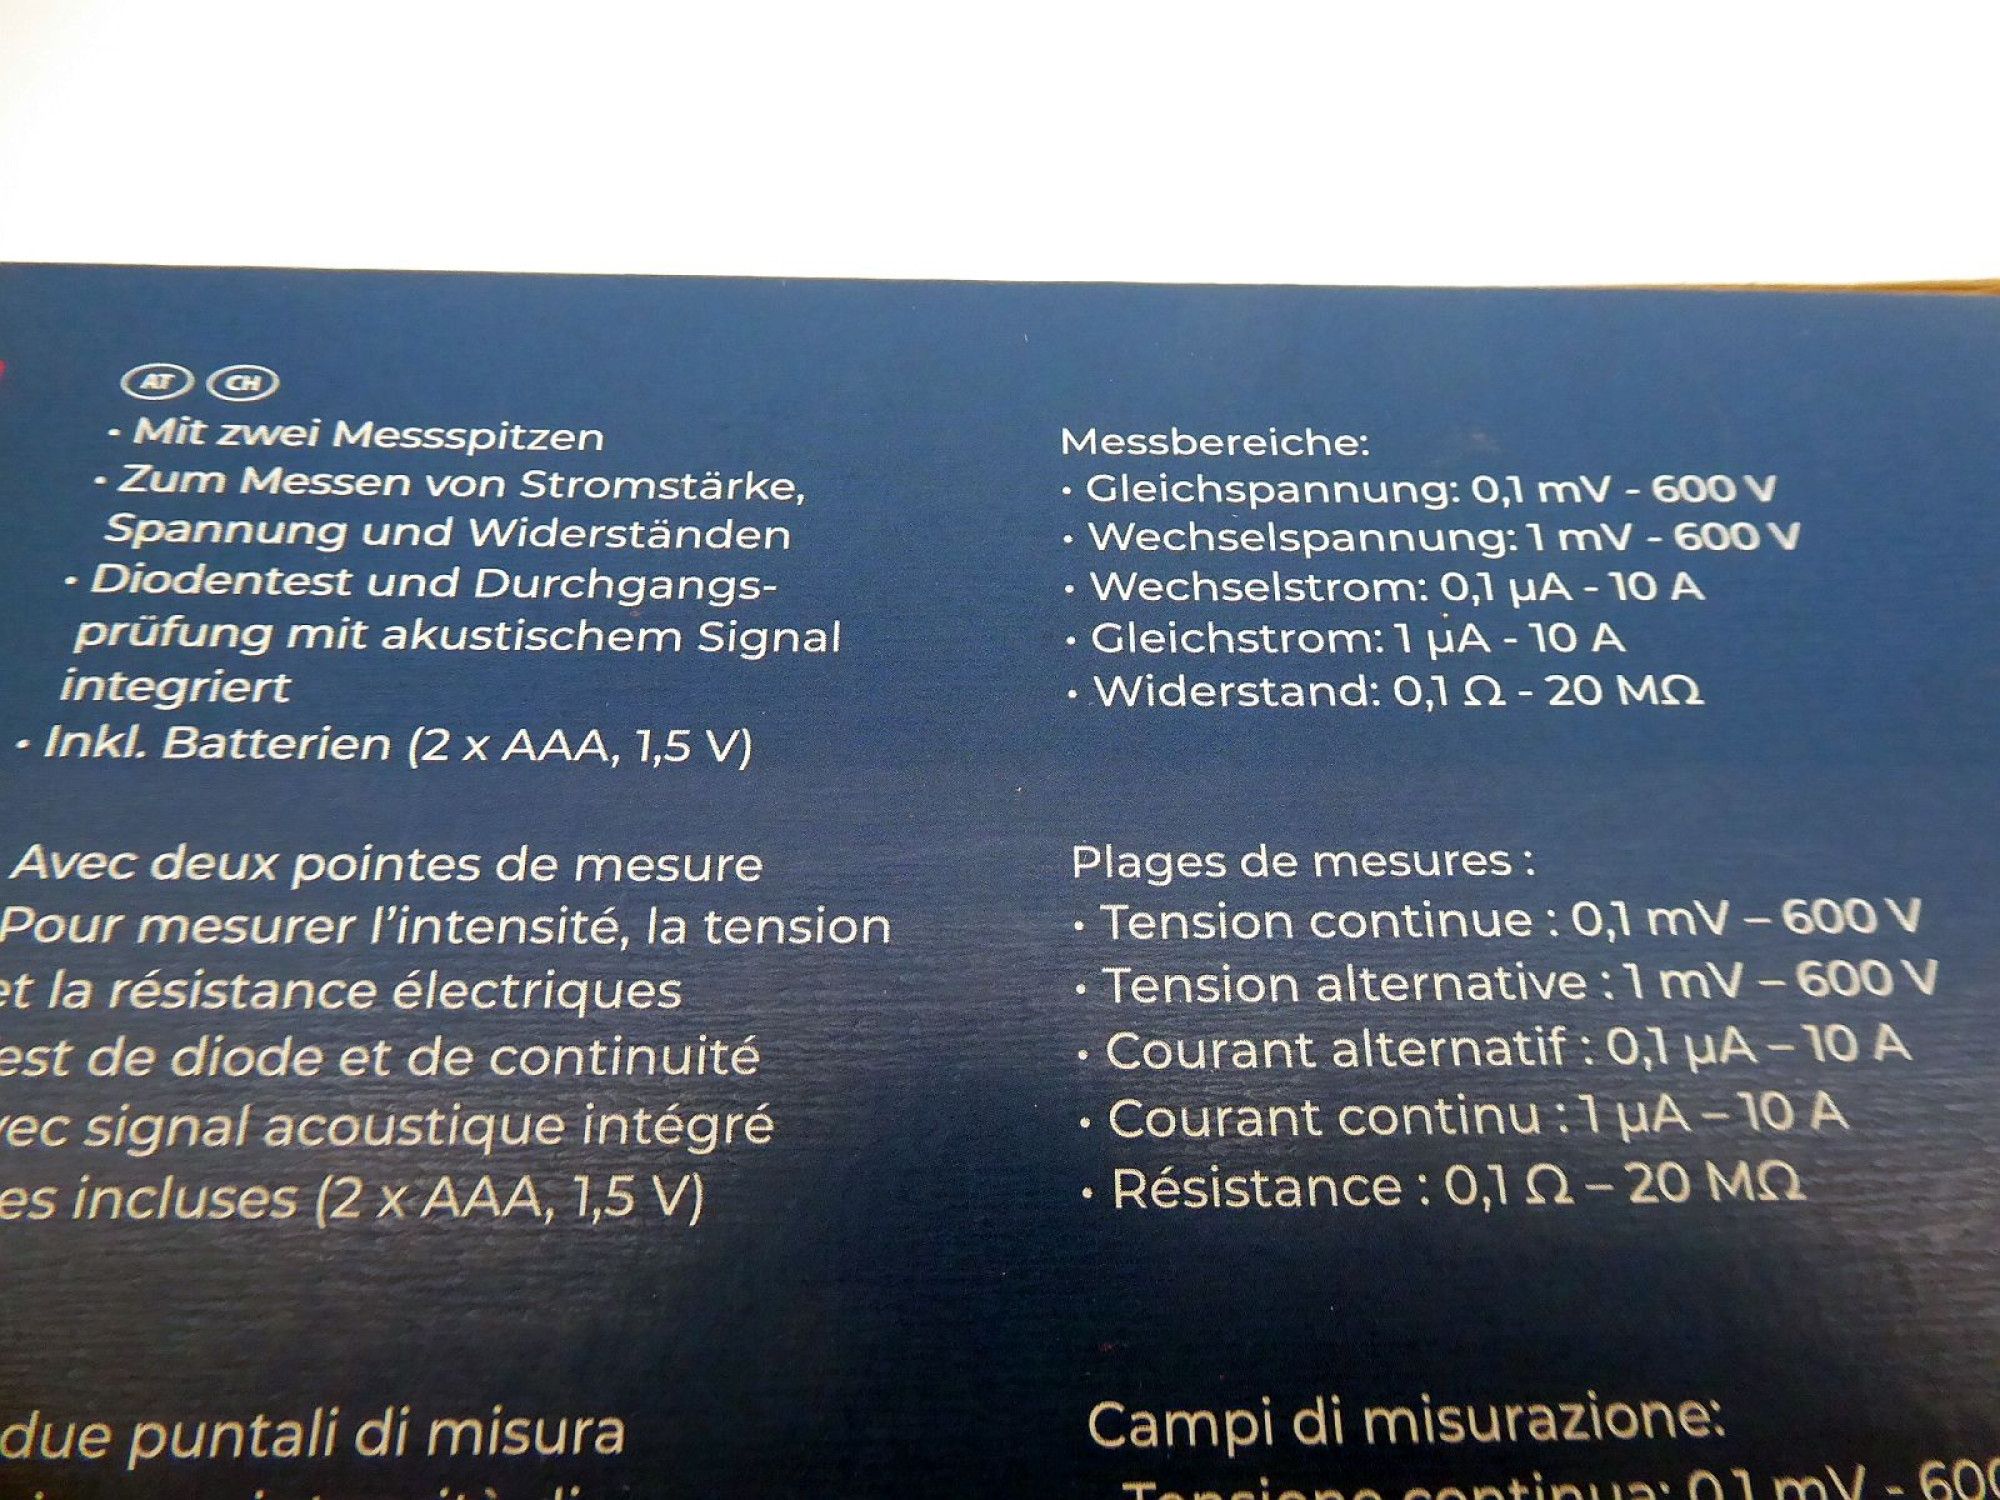 AT CH
• Mit zwei Messspitzen
• Zum Messen von Stromstärke,
Spannung und Widerständen
• Diodentest und Durchgangs-
prüfung mit akustischem Signal
integriert
• Inkl. Batterien (2 x AAA, 1,5 V)
Messbereiche:
• Gleichspannung: 0,1 mV - 600 V
• Wechselspannung: 1 mV - 600 V
• Wechselstrom: 0,1 µA - 10 A
• Gleichstrom: 1 µA - 10 A
• Widerstand: 0,1 Ω - 20 MΩ
Avec deux pointes de mesure
Pour mesurer l'intensité, la tension
et la résistance électriques
est de diode et de continuité
vec signal acoustique intégré
es incluses (2 x AAA, 1,5 V)
Plages de mesures :
• Tension continue : 0,1 mV – 600 V
• Tension alternative : 1 mV – 600 V
• Courant alternatif : 0,1 µA – 10 A
• Courant continu : 1 µA – 10 A
• Résistance : 0,1 Ω – 20 MΩ
due puntali di misura
Campi di misurazione:
Tensione continua: 0,1 mV - 600